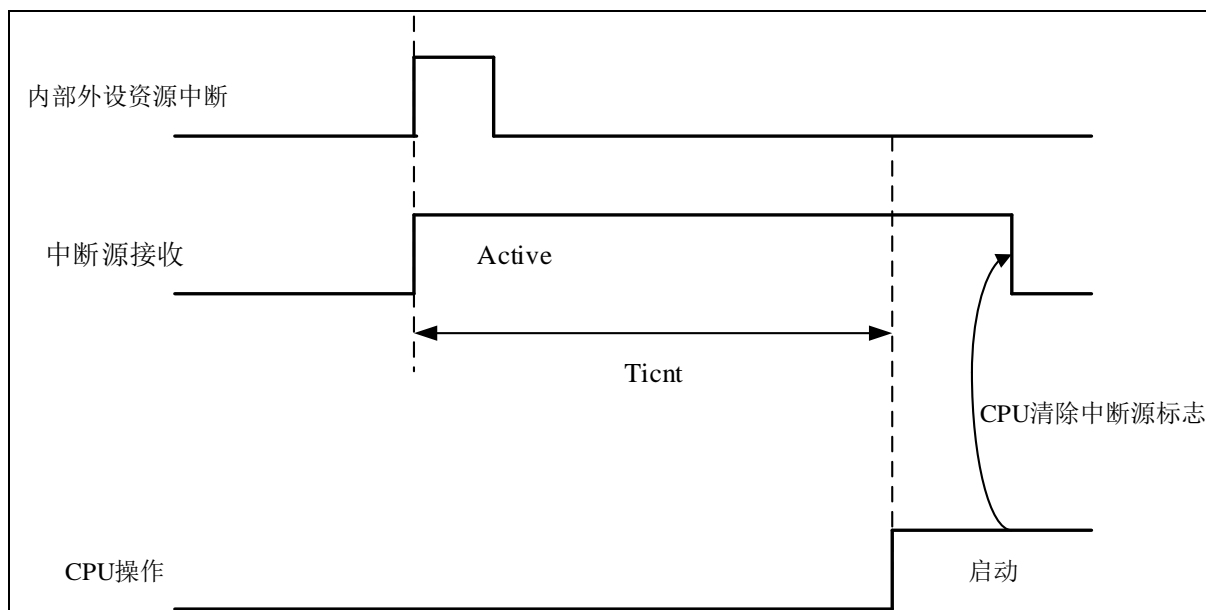 内部外设资源中断
中断源接收
Active
Ticnt
CPU清除中断源标志
CPU操作
启动